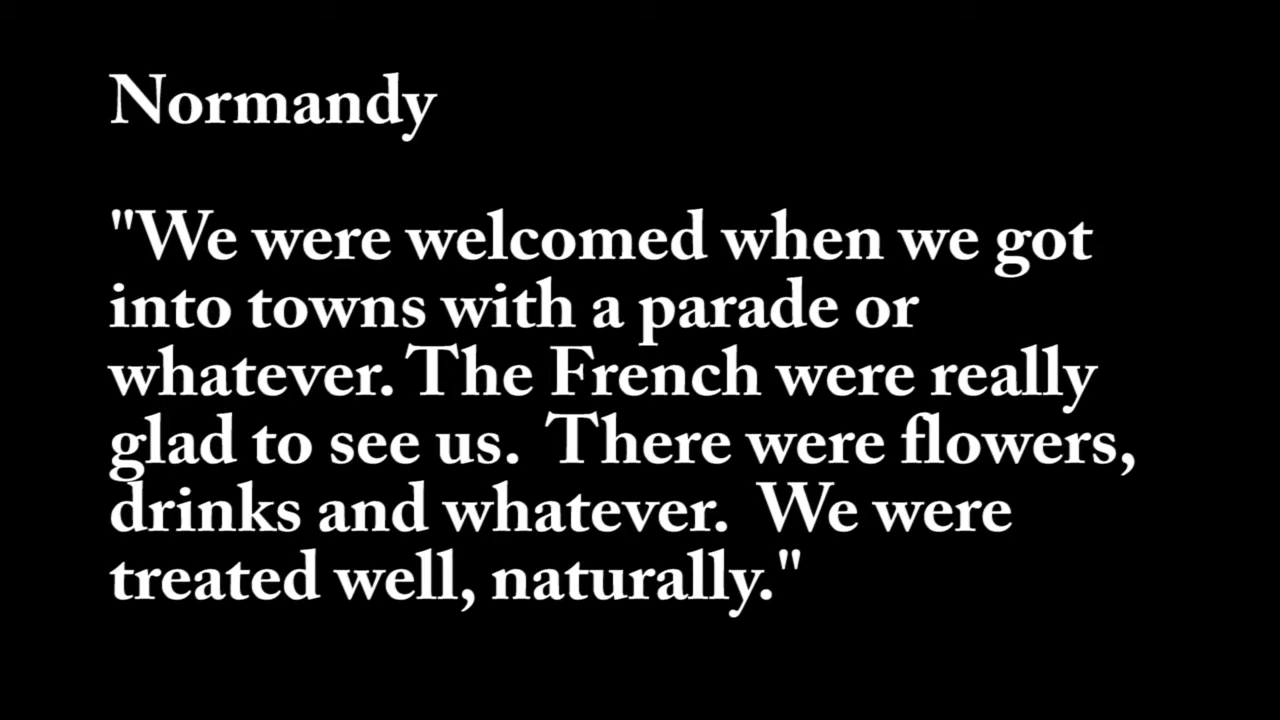 Normandy
"We were welcomed when we got
into towns with a parade or
whatever. The French were really
glad to see us.  There were flowers,
drinks and whatever.  We were
treated well, naturally."